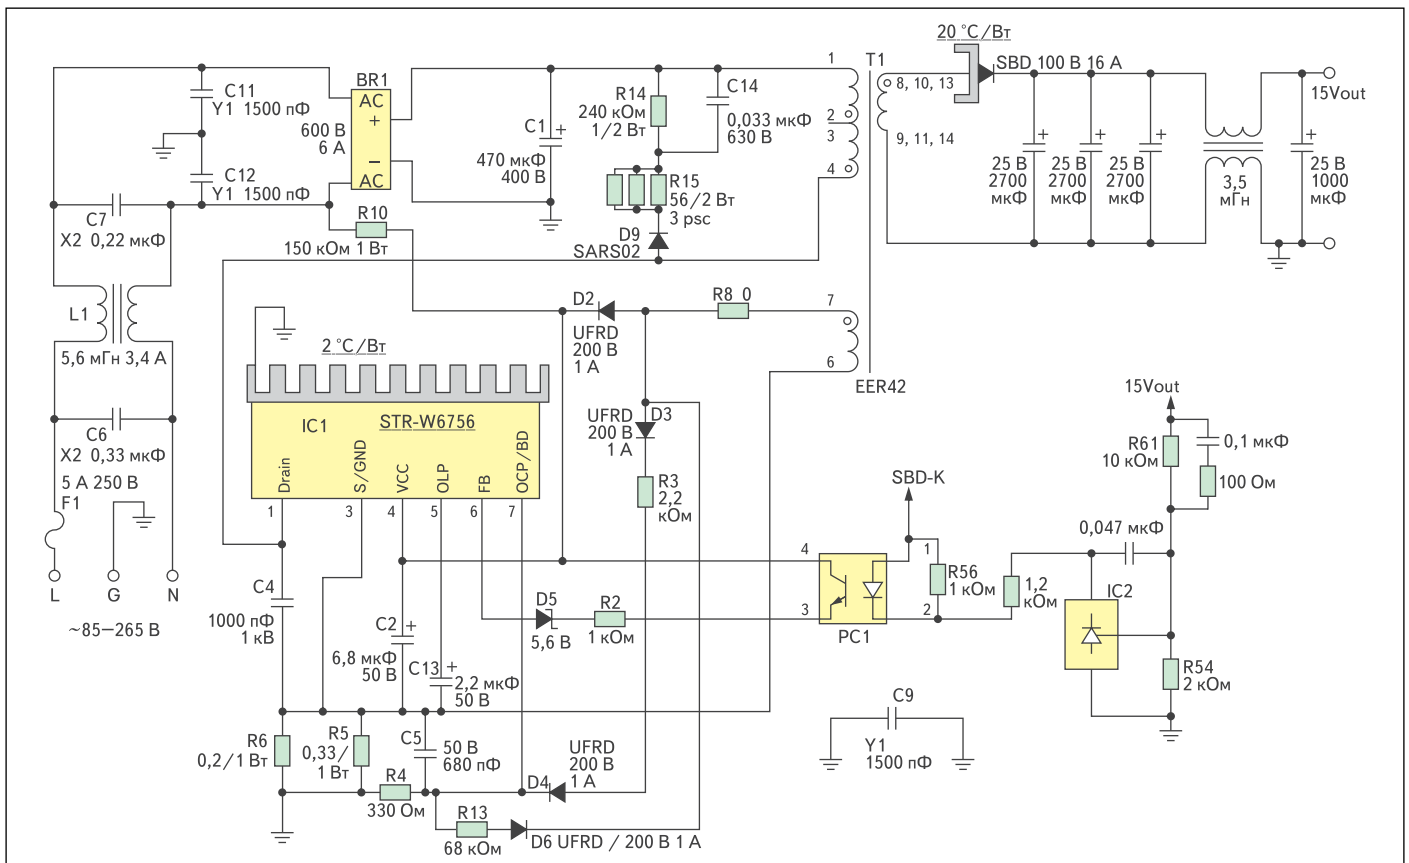 C11
Y1 1500 пФ
C12
Y1 1500 пФ
C7
X2 0,22 мкФ
BR1
AC
+
−
AC
600 В
6 А
R10
150 кОм 1 Вт
C1
+
470 мкФ
400 В
R14
240 кОм
1/2 Вт
C14
0,033 мкФ
630 В
R15
56/2 Вт
3 psc
D9
SARS02
1
2
3
4
T1
8, 10, 13
9, 11, 14
20 °C/Вт
SBD 100 В 16 А
+
25 В
2700
мкФ
+
25 В
2700
мкФ
+
25 В
2700
мкФ
3,5
мГн
+
25 В
1000
мкФ
15Vout
L1
5,6 мГн 3,4 А
C6
X2 0,33 мкФ
5 А 250 В
F1
L
G
N
~85–265 В
2 °C/Вт
IC1
STR-W6756
Drain
S/GND
VCC
OLP
FB
OCP/BD
1
3
4
5
6
7
D2
UFRD
200 В
1 А
R8 0
7
6
EER42
UFRD
200 В
1 А
D3
R3
2,2
кОм
C4
1000 пФ
1 кВ
C2
+
6,8 мкФ
50 В
C13
+
2,2 мкФ
50 В
D5
5,6 В
R2
1 кОм
4
3
PC1
1
2
SBD-K
R56
1 кОм
1,2
кОм
15Vout
R61
10 кОм
0,1 мкФ
100 Ом
0,047 мкФ
IC2
R54
2 кОм
R6
0,2/1 Вт
R5
0,33/
1 Вт
R4
330 Ом
C5
50 В
680 пФ
UFRD
200 В
1 А
D4
R13
68 кОм
D6 UFRD / 200 В 1 А
C9
Y1
1500 пФ